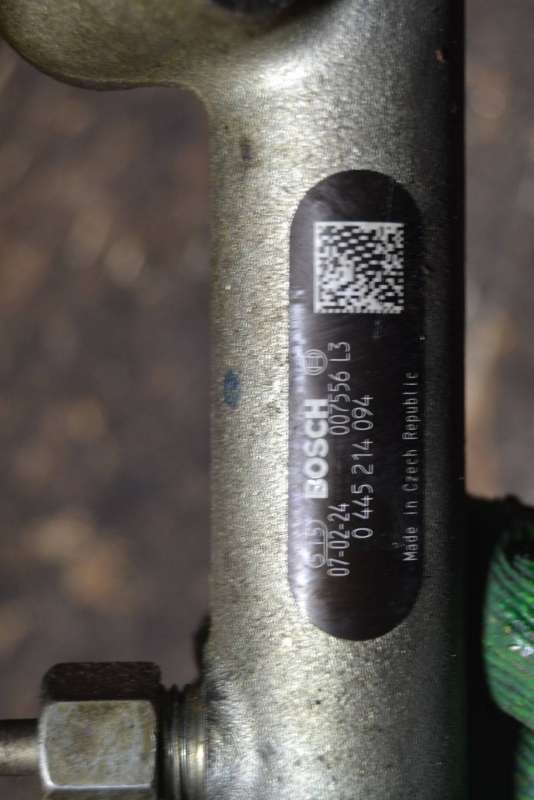 BOSCH
07-02-24 007556 L3
0 445 214 094
Made in Czech Republic